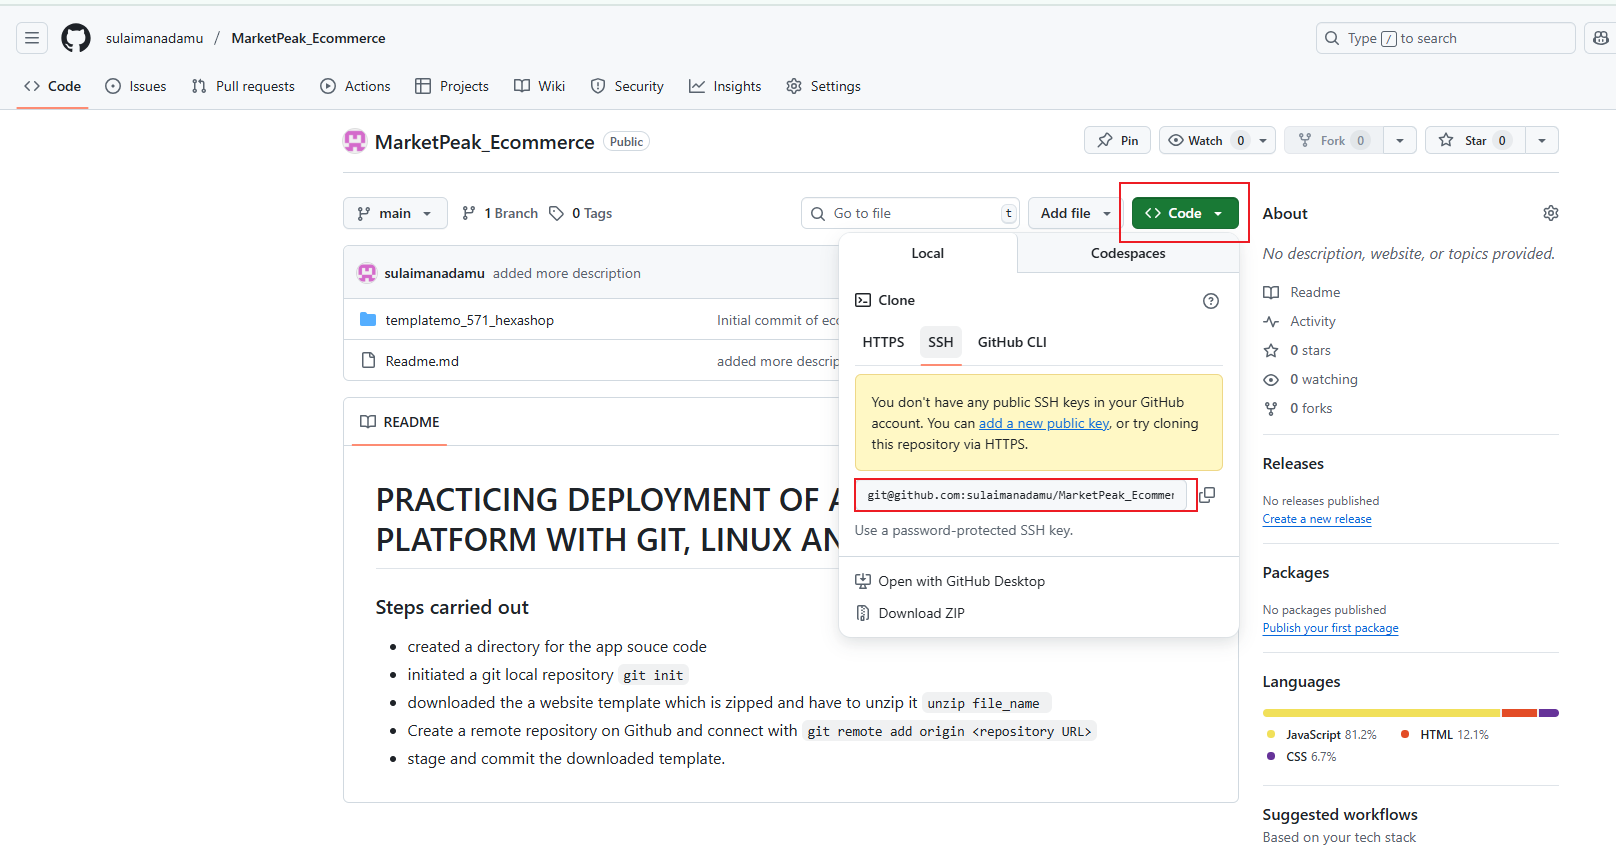 sulaimanadamu / MarketPeak_Ecommerce
Type / to search
Code Issues Pull requests Actions Projects Wiki Security Insights Settings
MarketPeak_Ecommerce Public
Pin Watch 0 Fork 0 Star 0
main 1 Branch 0 Tags Go to file t Add file Code
sulaimanadamu added more description
templatemo_571_hexashop Initial commit of
Readme.md added more
README
PRACTICING DEPLOYMENT OF
PLATFORM WITH GIT, LINUX
Steps carried out
created a directory for the app souce code
initiated a git local repository git init
downloaded the a website template which is zipped and have to unzip it unzip file_name
Create a remote repository on Github and connect with git remote add origin <repository URL>
stage and commit the downloaded template.
Local Codespaces
Clone
HTTPS SSH GitHub CLI
You don't have any public SSH keys in your GitHub
account. You can add a new public key, or try cloning
this repository via HTTPS.
git@github.com:sulaimanadamu/MarketPeak_Ecommer
Use a password-protected SSH key.
Open with GitHub Desktop
Download ZIP
About
No description, website, or topics provided.
Readme
Activity
0 stars
0 watching
0 forks
Releases
No releases published
Create a new release
Packages
No packages published
Publish your first package
Languages
JavaScript 81.2% HTML 12.1%
CSS 6.7%
Suggested workflows
Based on your tech stack